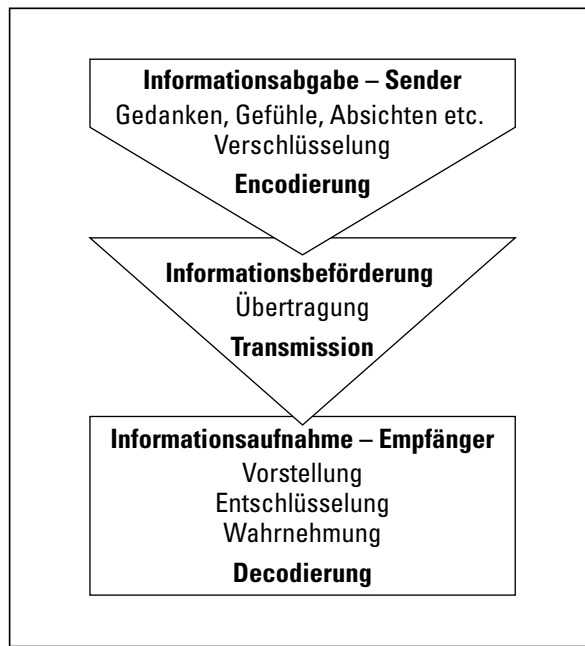 Informationsabgabe – Sender
Gedanken, Gefühle, Absichten etc.
Verschlüsselung
Encodierung
Informationsbeförderung
Übertragung
Transmission
Informationsaufnahme – Empfänger
Vorstellung
Entschlüsselung
Wahrnehmung
Decodierung